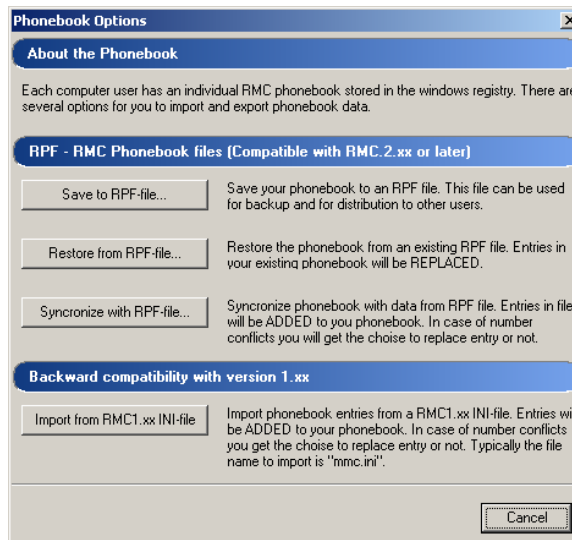 Phonebook Options
About the Phonebook
Each computer user has an individual RMC phonebook stored in the windows registry. There are
several options for you to import and export phonebook data.
RPF - RMC Phonebook files (Compatible with RMC.2.xx or later)
Save to RPF-file...
Save your phonebook to an RPF file. This file can be used
for backup and for distribution to other users.
Restore from RPF-file...
Restore the phonebook from an existing RPF file. Entries in
your existing phonebook will be REPLACED.
Syncronize with RPF-file...
Syncronize phonebook with data from RPF file. Entries in file
will be ADDED to you phonebook. In case of number
conflicts you will get the choise to replace entry or not.
Backward compatibility with version 1.xx
Import from RMC1.xx INI-file
Import phonebook entries from a RMC1.xx INI-file. Entries wi
be ADDED to your phonebook. In case of number conflicts
you get the choise to replace entry or not. Typically the file
name to import is "mmc.ini".
Cancel